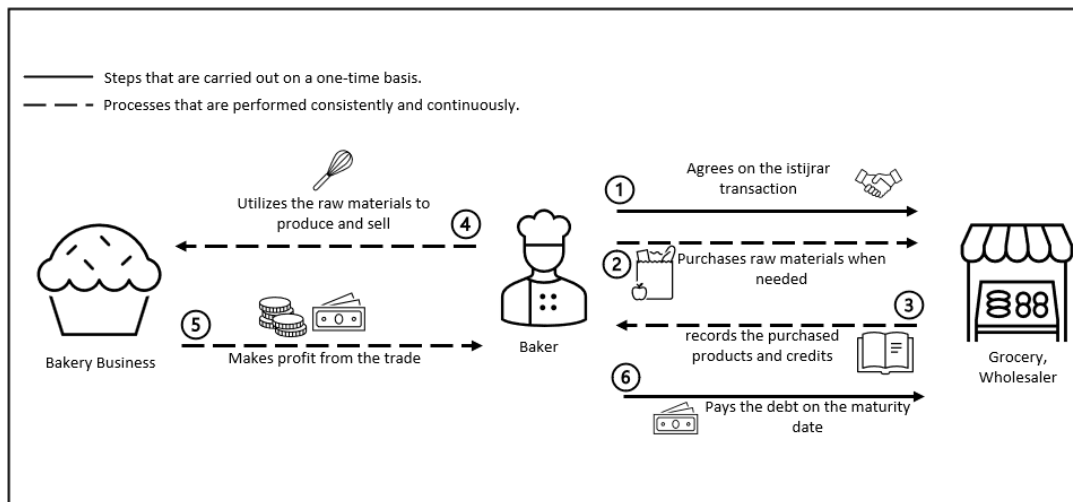 Steps that are carried out on a one-time basis.
Processes that are performed consistently and continuously.
Agrees on the istijrar
transaction
1
Utilizes the raw materials to
produce and sell
4
2
Purchases raw materials when
needed
3
5
Makes profit from the trade
records the purchased
products and credits
Bakery Business
Baker
Grocery,
Wholesaler
6
Pays the debt on the maturity
date